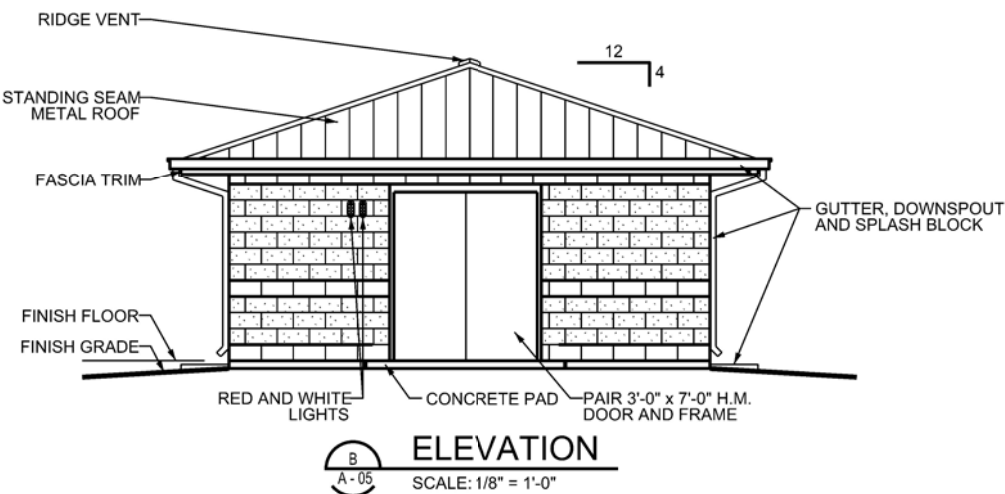 RIDGE VENT
12
4
STANDING SEAM
METAL ROOF
FASCIA TRIM
GUTTER, DOWNSPOUT
AND SPLASH BLOCK
FINISH FLOOR
FINISH GRADE
RED AND WHITE
LIGHTS
CONCRETE PAD
PAIR 3'-0" x 7'-0" H.M.
DOOR AND FRAME
B
A - 05
ELEVATION
SCALE: 1/8" = 1'-0"